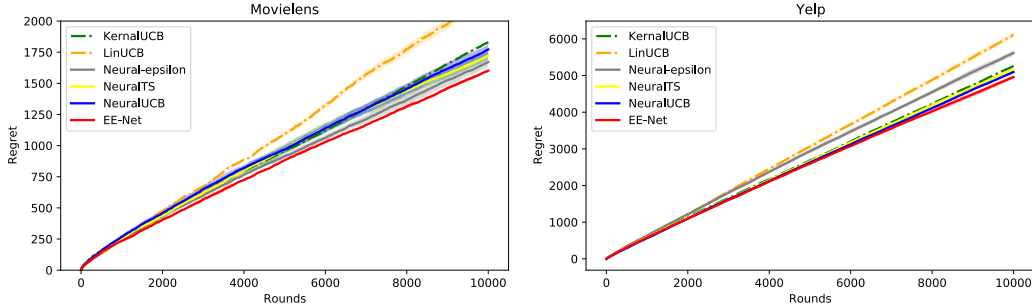 Movielens
2000
1750
1500
1250
1000
750
500
250
0
Regret
KernalUCB
LinUCB
Neural-epsilon
NeuralTS
NeuralUCB
EE-Net
0 2000 4000 6000 8000 10000
Rounds
Yelp
6000
5000
4000
3000
2000
1000
0
Regret
KernalUCB
LinUCB
Neural-epsilon
NeuralTS
NeuralUCB
EE-Net
0 2000 4000 6000 8000 10000
Rounds